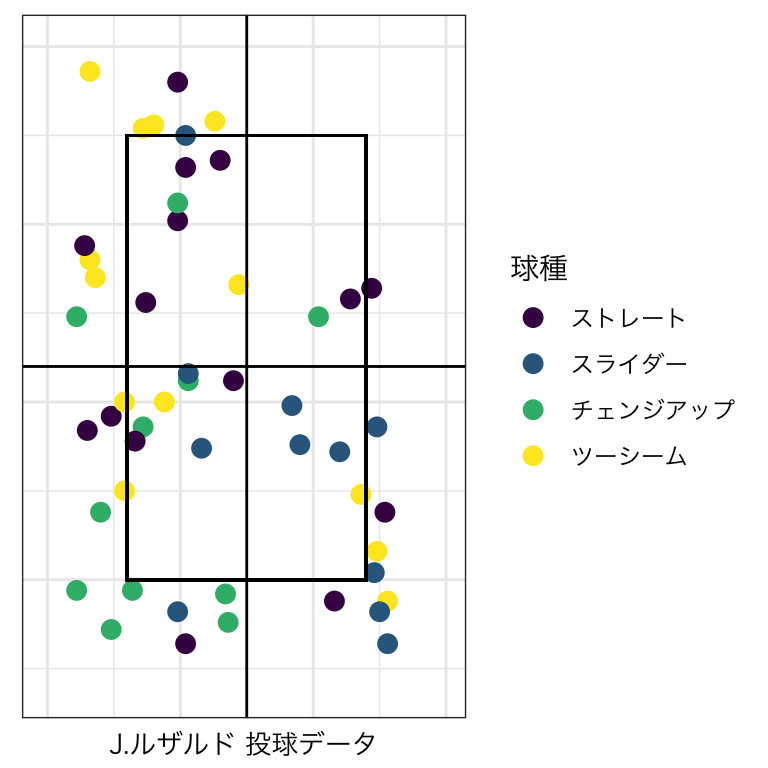 球種
ストレート
スライダー
チェンジアップ
ツーシーム
J.ルザルド 投球データ